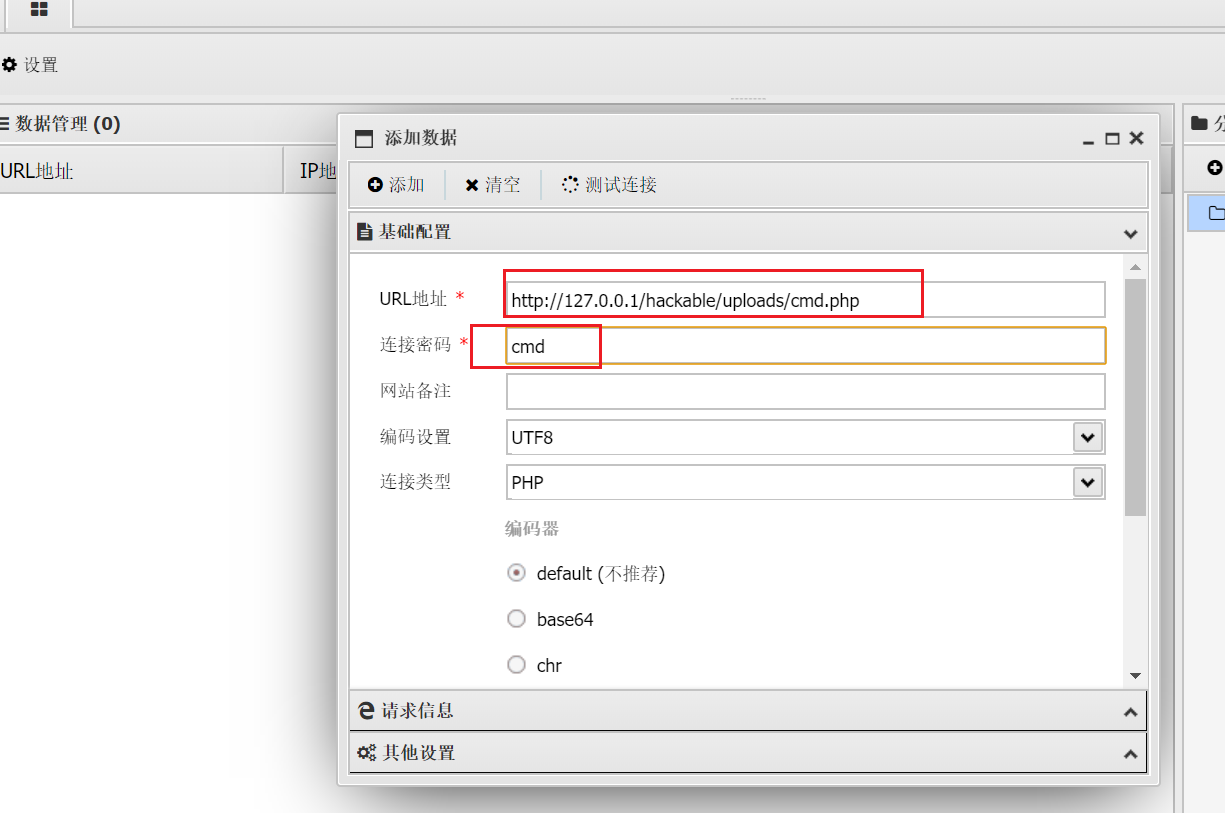 设置
数据管理 (0)
URL地址
添加数据
添加 清空 测试连接
基础配置
URL地址 * http://127.0.0.1/hackable/uploads/cmd.php
连接密码 * cmd
网站备注
编码设置 UTF8
连接类型 PHP
编码器
default (不推荐)
base64
chr
请求信息
其他设置